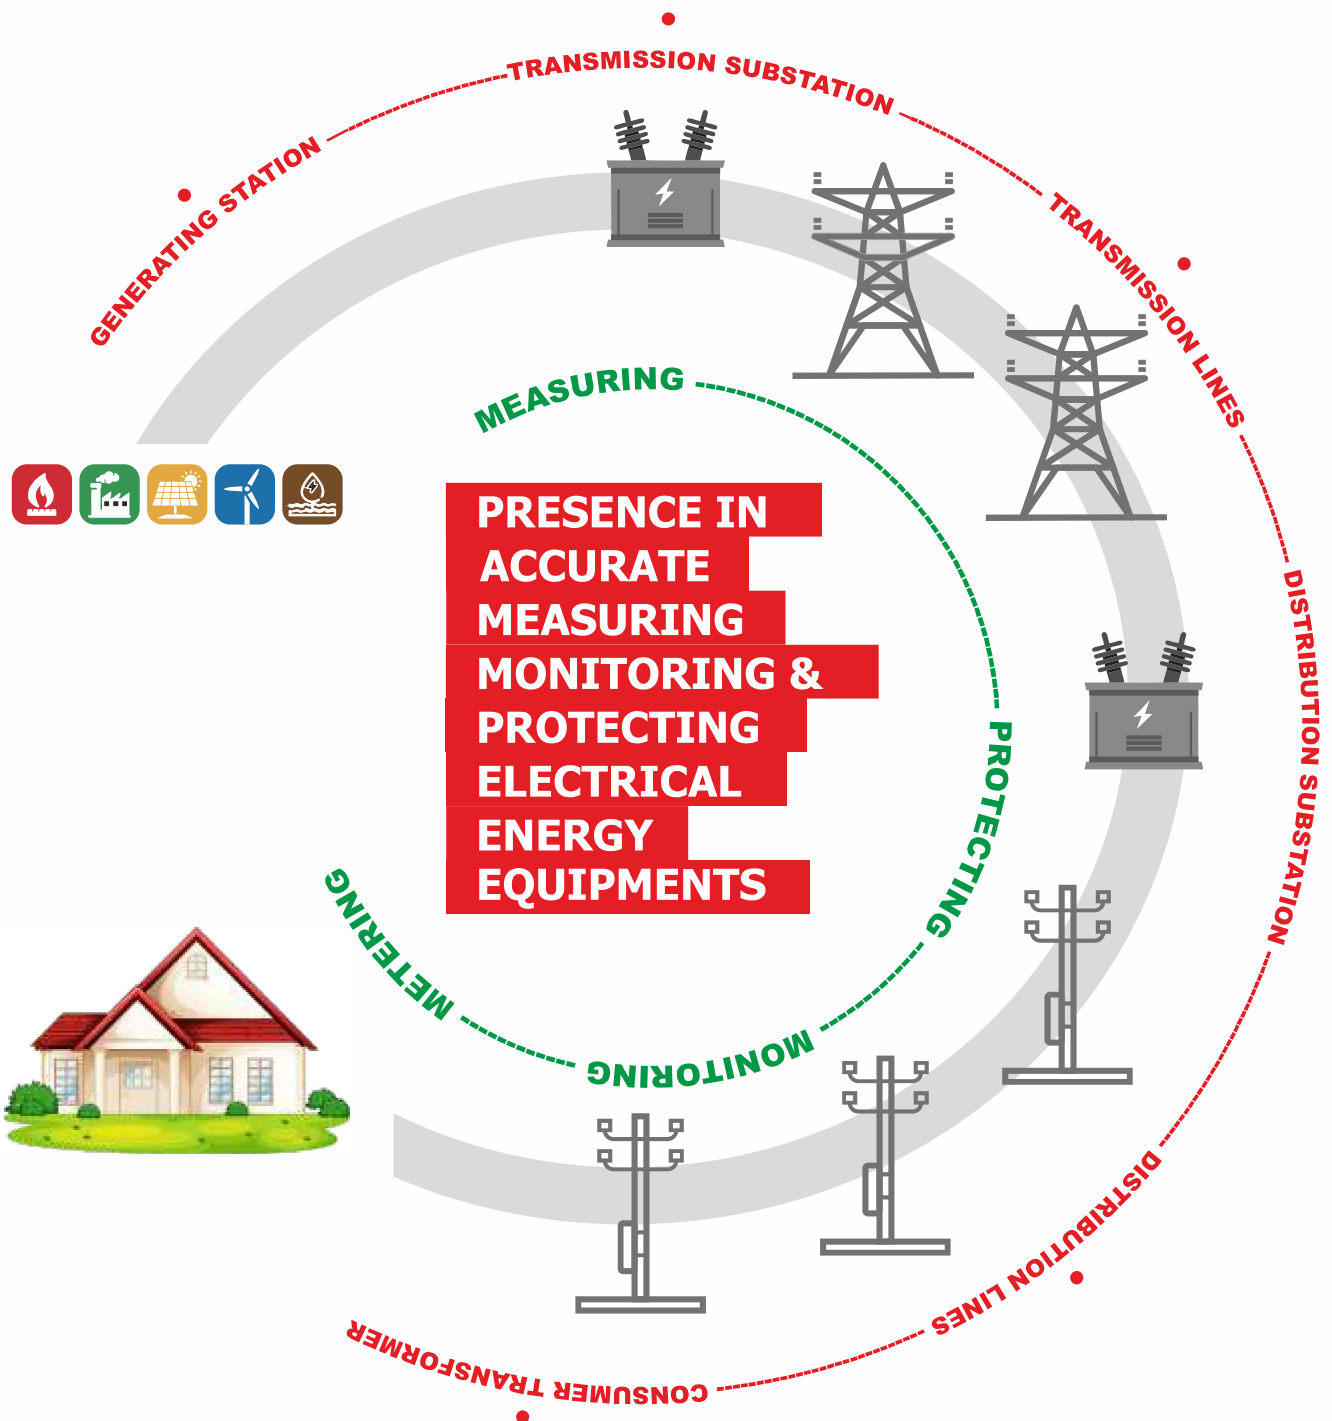 GENERATING STATION
TRANSMISSION SUBSTATION
TRANSMISSION LINES
DISTRIBUTION SUBSTATION
DISTRIBUTION LINES
CONSUMER TRANSFORMER
MEASURING
PROTECTING
MONITORING
METERING
PRESENCE IN
ACCURATE
MEASURING
MONITORING &
PROTECTING
ELECTRICAL
ENERGY
EQUIPMENTS